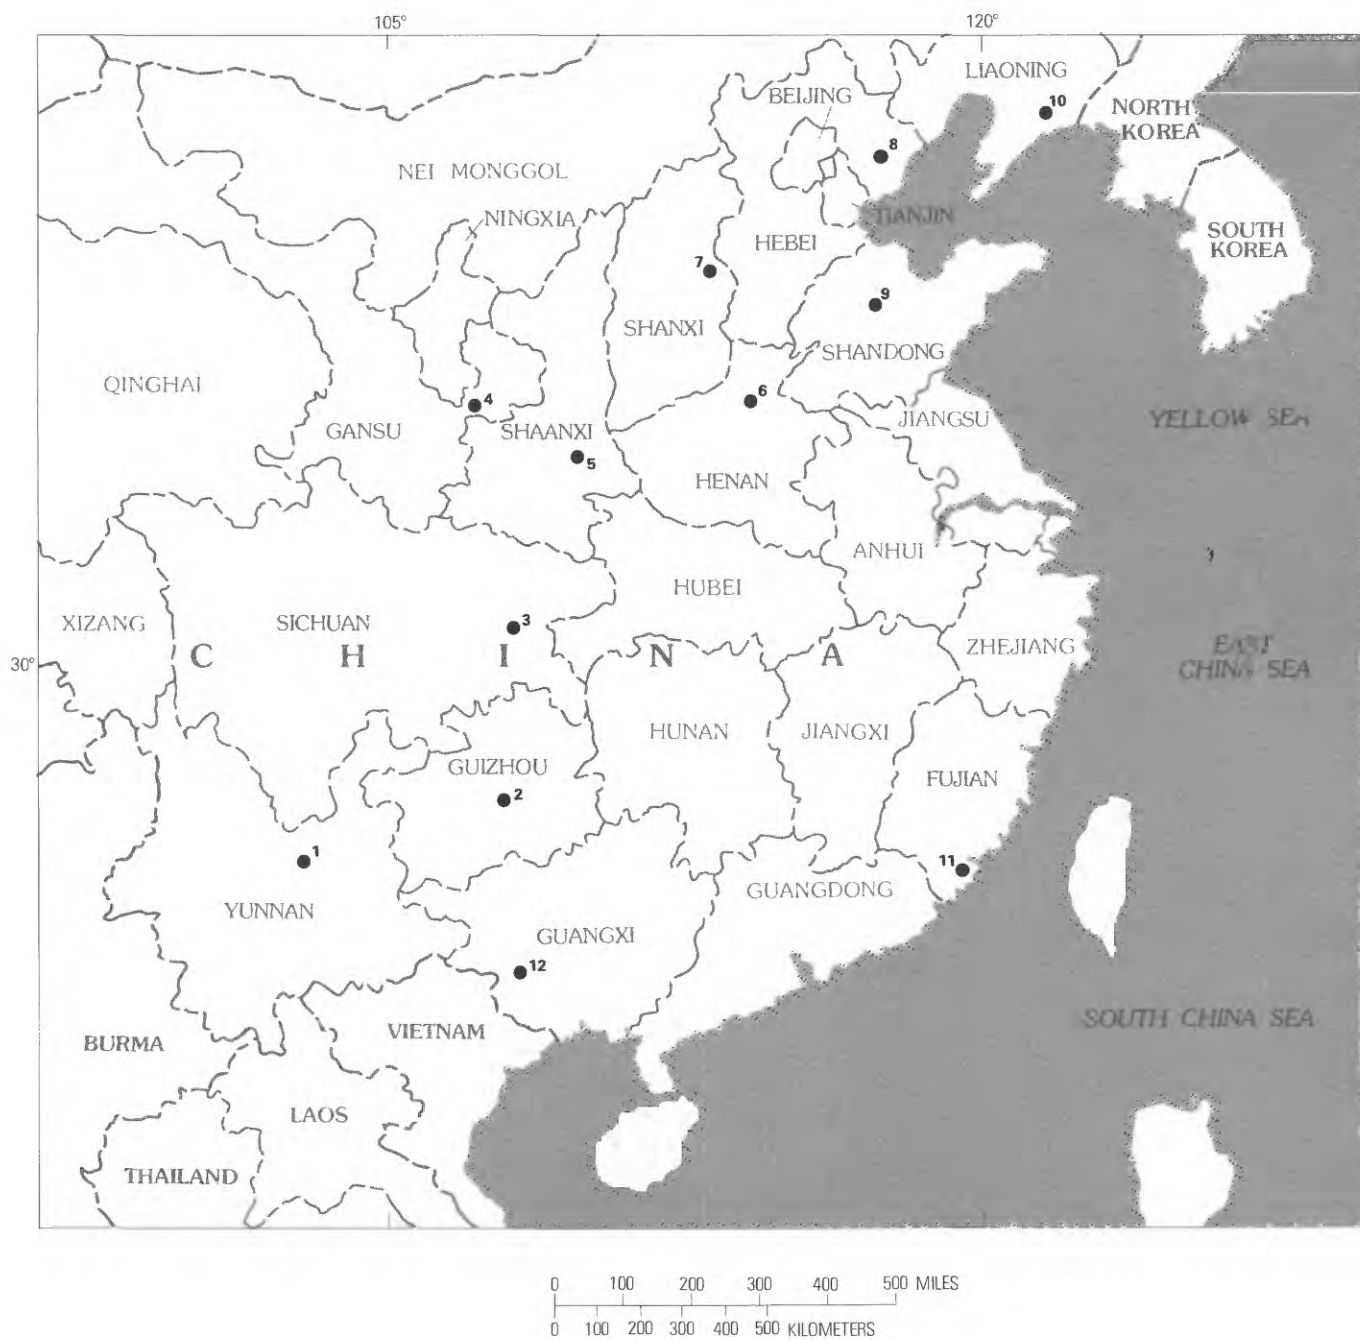 105° 120°
LIAONING
BEIJING
10
NORTH
KOREA
8
NEI MONGGOL
NINGXIA
TIANJIN
HEBEI
SOUTH
KOREA
7
9
SHANXI
SHANDONG
QINGHAI
4
6
JIANGSU
YELLOW SEA
GANSU
SHAANXI
5
HENAN
ANHUI
HUBEI
XIZANG
SICHUAN
3
ZHEJIANG
EAST
CHINA SEA
30°
C H I N A
HUNAN
JIANGXI
GUIZHOU
FUJIAN
2
1
11
GUANGDONG
YUNNAN
GUANGXI
12
SOUTH CHINA SEA
VIETNAM
BURMA
LAOS
THAILAND
0 100 200 300 400 500 MILES
0 100 200 300 400 500 KILOMETERS